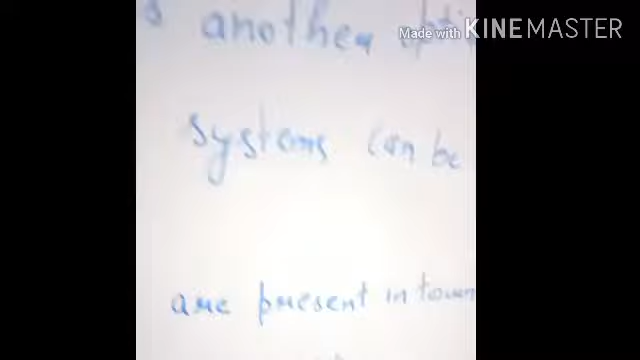 Made with KINEMASTER
another
systems can be
are present in town